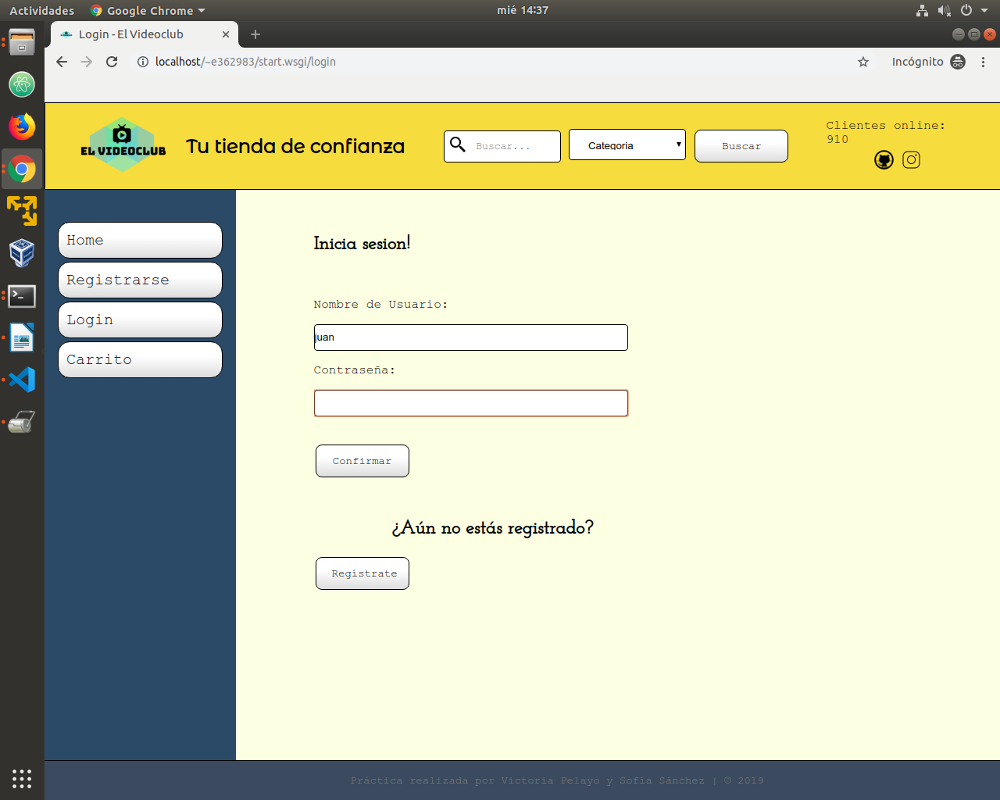 Actividades
Google Chrome
mié 14:37
Login - El Videoclub
localhost/~e362983/start.wsgi/login
Incógnito
EL VIDEOCLUB
Tu tienda de confianza
Buscar...
Categoria
Buscar
Clientes online:
910
Home
Registrarse
Login
Carrito
Inicia sesion!
Nombre de Usuario:
juan
Contraseña:
Confirmar
¿Aún no estás registrado?
Regístrate
Práctica realizada por Victoria Pelayo y Sofía Sánchez | © 2019